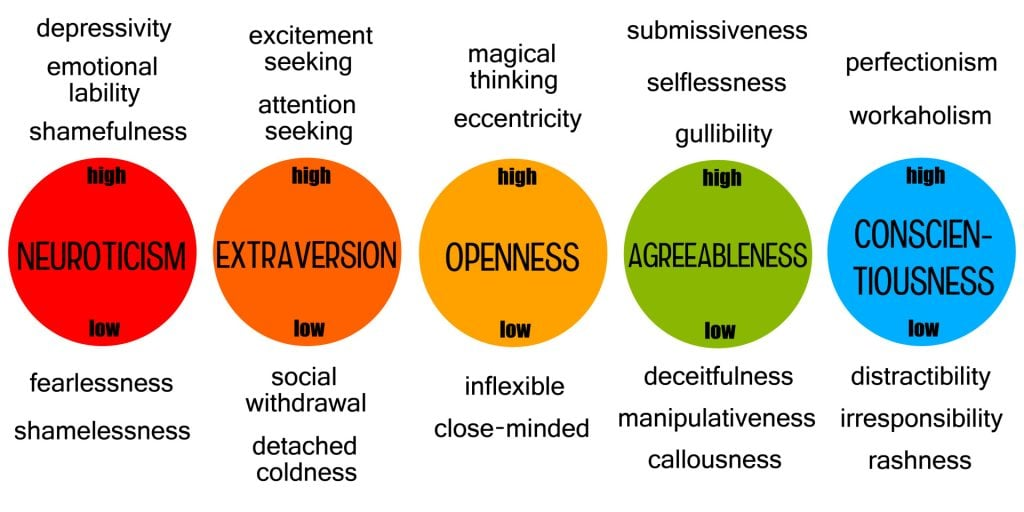 depressivity
emotional
lability
shamefulness
high
NEUROTICISM
low
fearlessness
shamelessness
excitement
seeking
attention
seeking
high
EXTRAVERSION
low
social
withdrawal
detached
coldness
magical
thinking
eccentricity
high
OPENNESS
low
inflexible
close-minded
submissiveness
selflessness
gullibility
high
AGREEABLENESS
low
deceitfulness
manipulativeness
callousness
perfectionism
workaholism
high
CONSCIEN-
TIOUSNESS
low
distractibility
irresponsibility
rashness